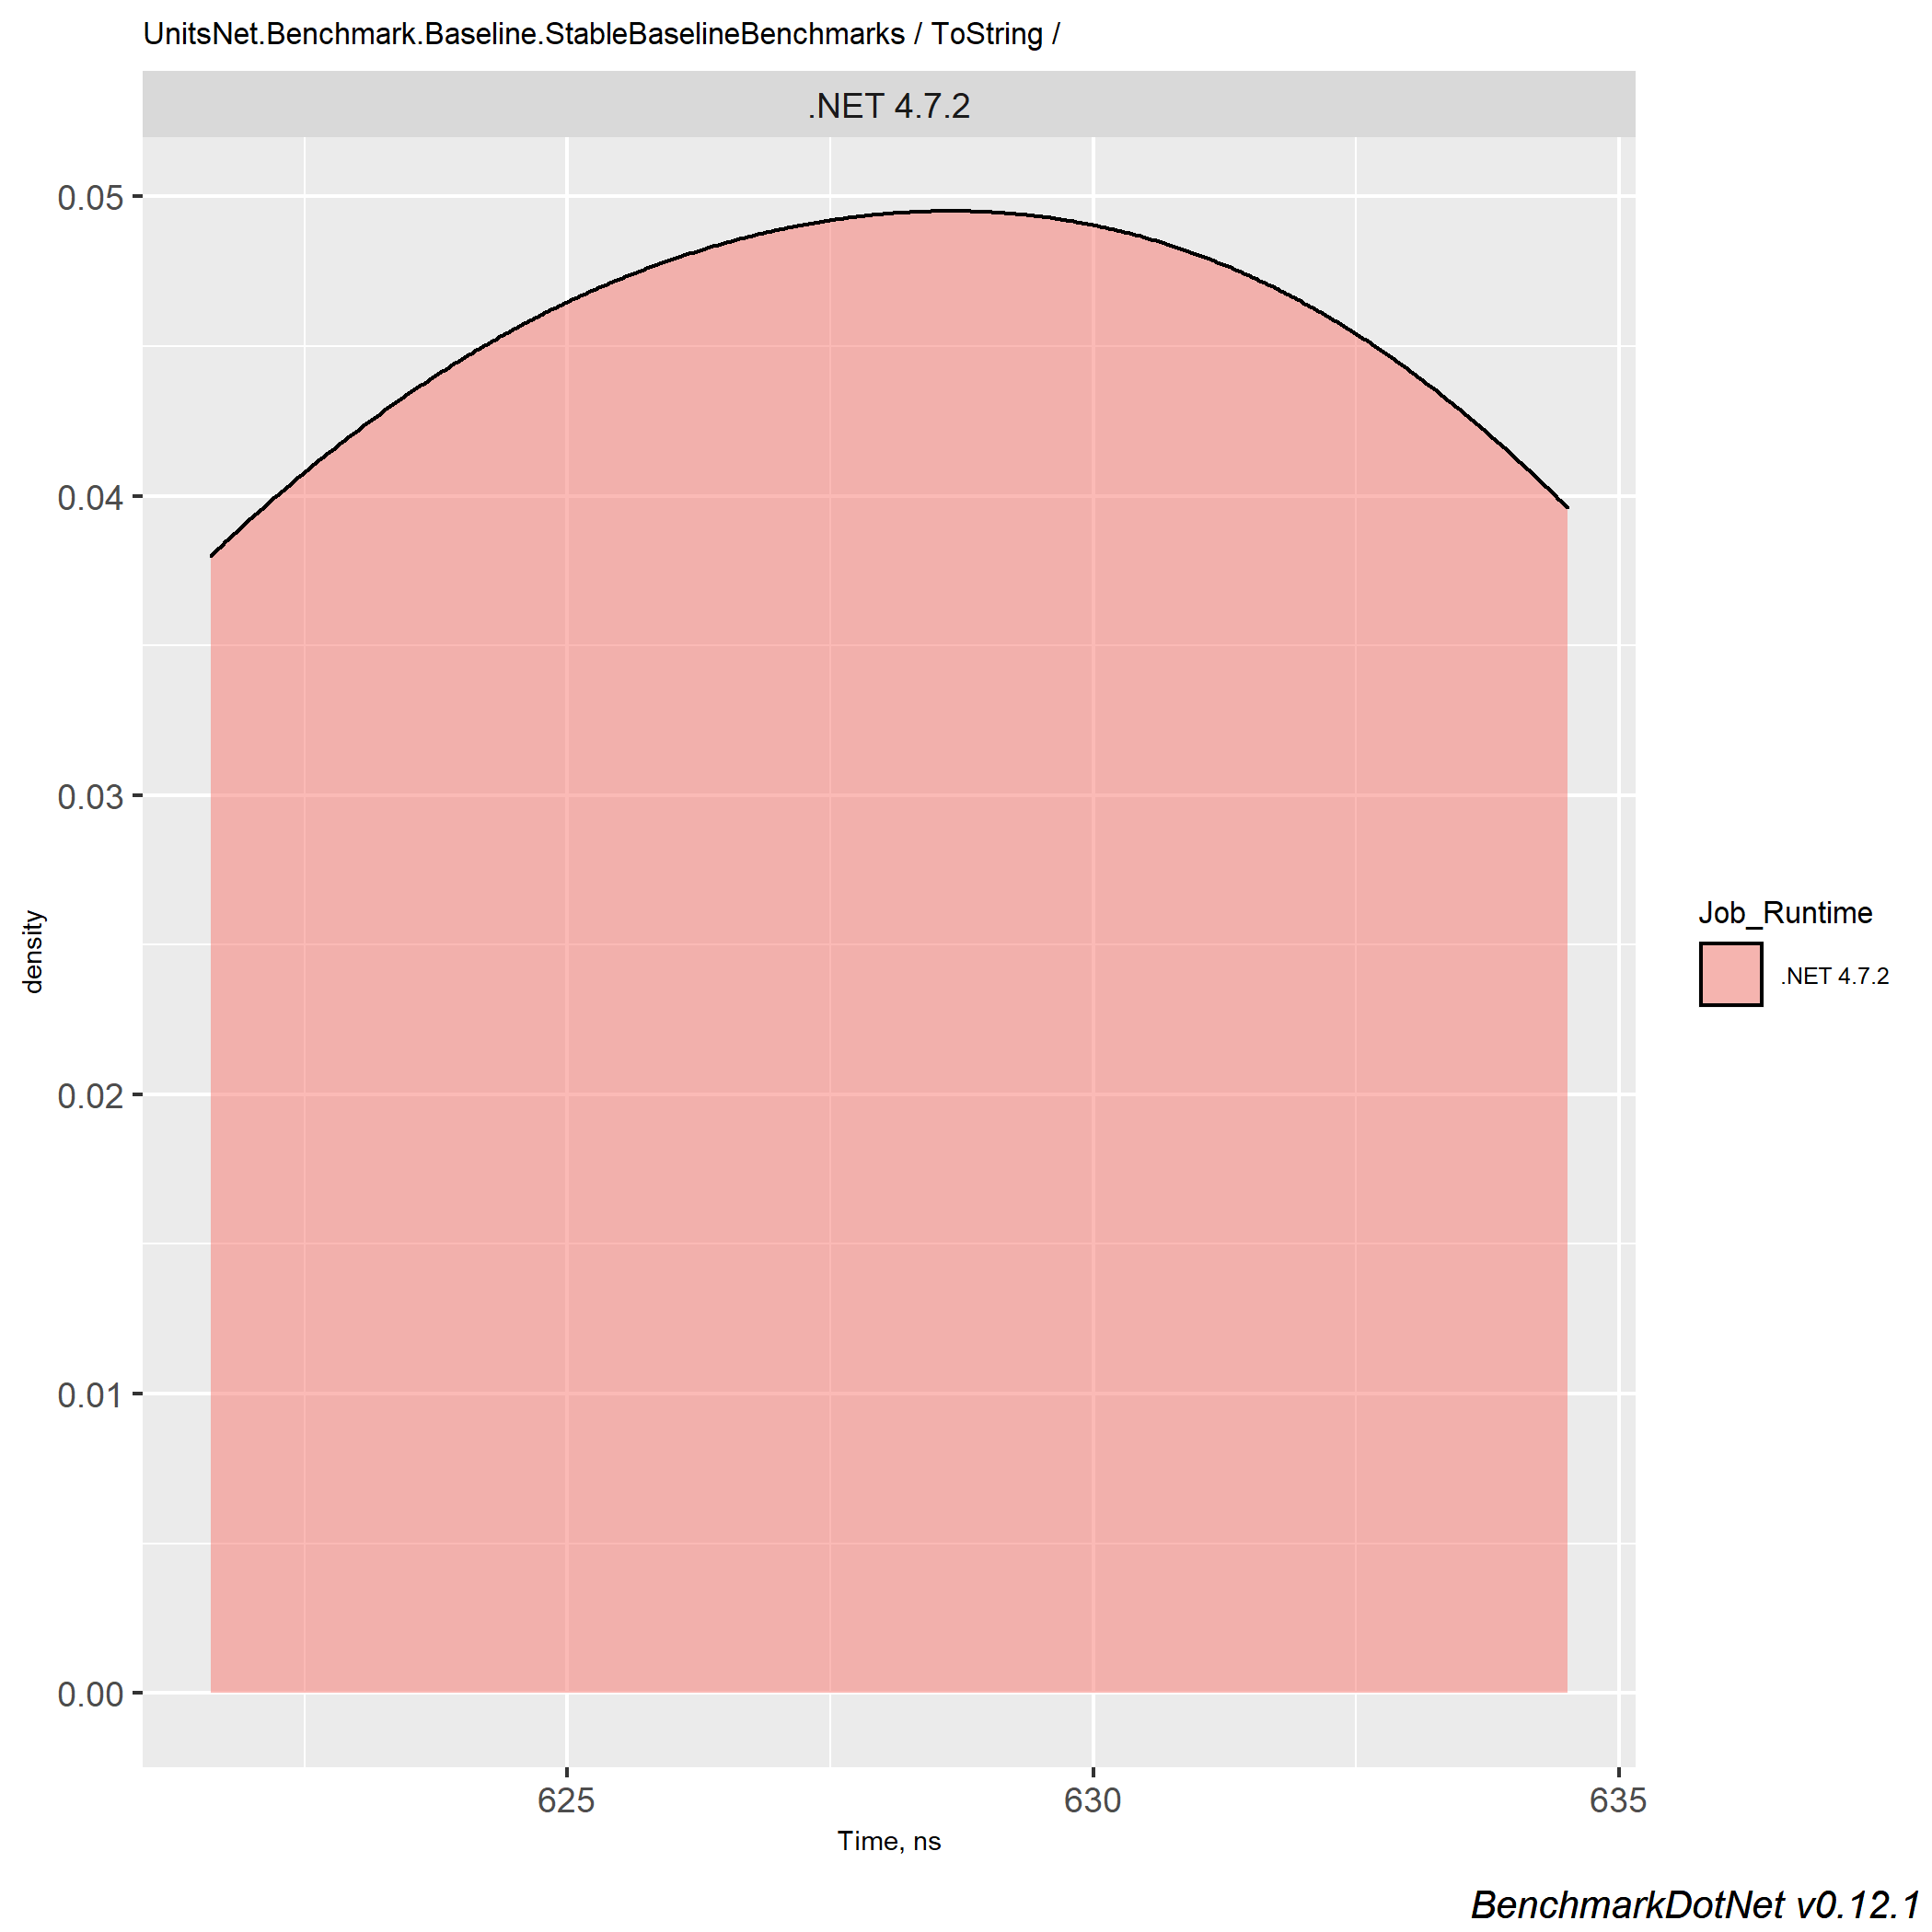 UnitsNet.Benchmark.Baseline.StableBaselineBenchmarks / ToString /
.NET 4.7.2
0.05
0.04
0.03
0.02
0.01
0.00
density
625 630 635
Time, ns
Job_Runtime
.NET 4.7.2
BenchmarkDotNet v0.12.1